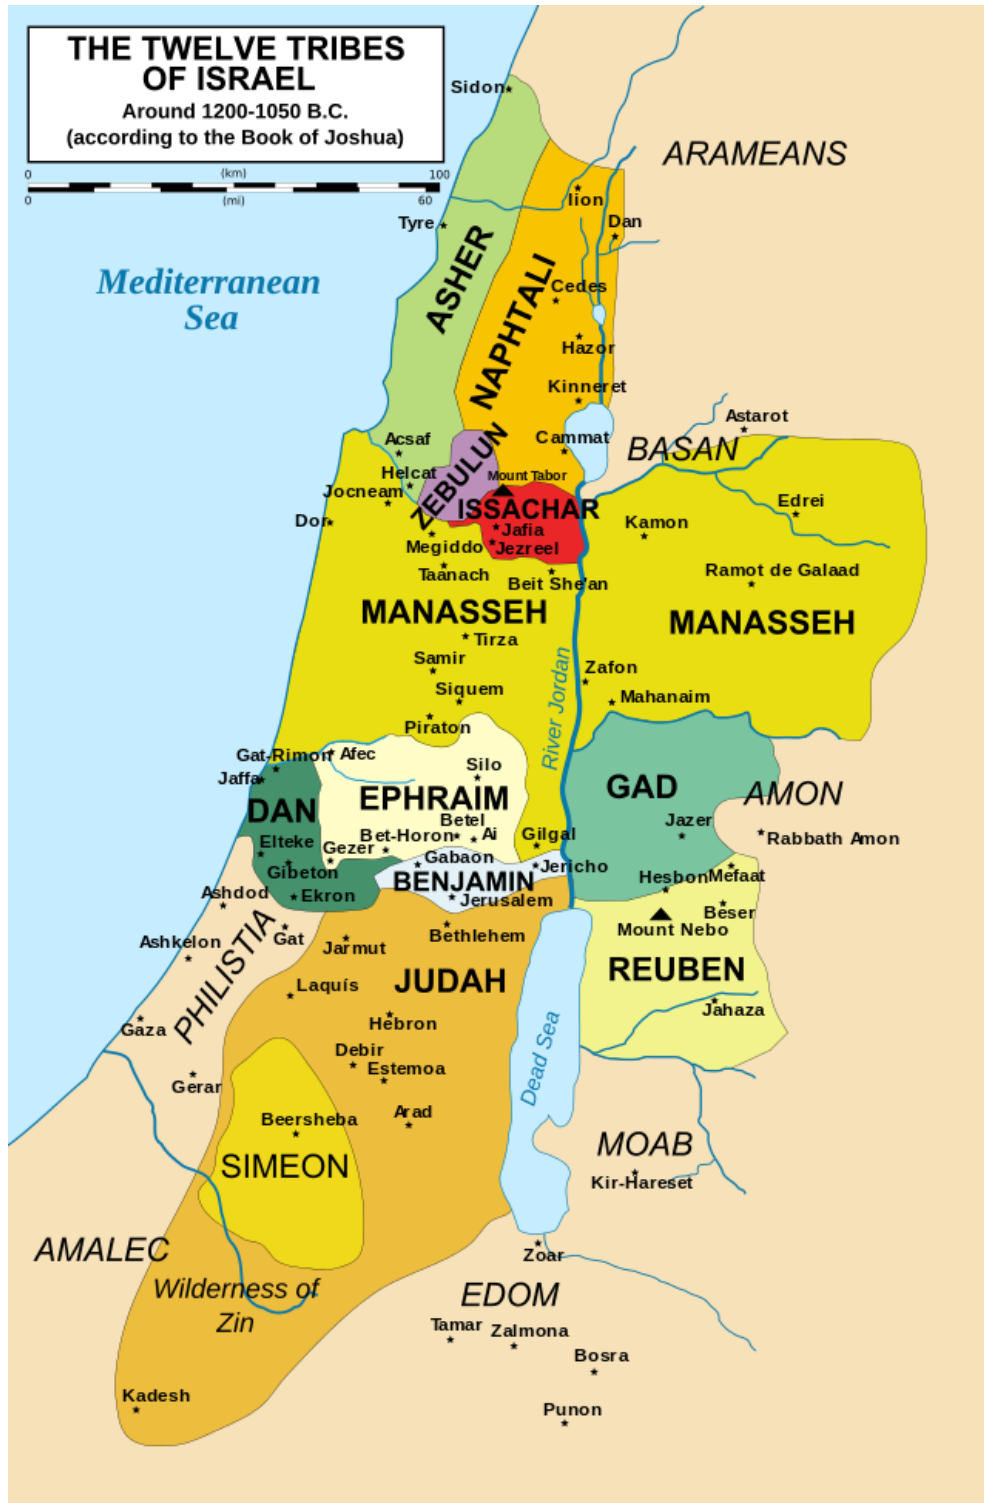 THE TWELVE TRIBES
OF ISRAEL
Around 1200-1050 B.C.
(according to the Book of Joshua)
0 (km) 100
0 (mi) 60
Sidon
ARAMEANS
Iion
Dan
Tyre
ASHER
NAPHTALI
Mediterranean
Sea
Cedes
Hazor
Kinneret
Astarot
Acsaf
Cammat
BASAN
Helcat
ZEBULUN
Mount Tabor
Jocneam
ISSACHAR
Edrei
Dor
Jafia
Kamon
Megiddo
Jezreel
Taanach
Beit She'an
Ramot de Galaad
MANASSEH
MANASSEH
Tirza
Samir
Zafon
River Jordan
Siquem
Mahanaim
Piraton
Gat-Rimon
Afec
Jaffa
Silo
GAD
AMON
DAN
EPHRAIM
Betel
Jazer
Bet-Horon
Ai
Gilgal
Rabbath Amon
Elteke
Gezer
Gabaon
Jericho
Gibeton
BENJAMIN
Hesbon
Mefaat
Ashdod
Ekron
Jerusalem
Beser
Mount Nebo
Ashkelon
Gat
Jarmut
Bethlehem
PHILISTIA
REUBEN
Laquís
JUDAH
Jahaza
Gaza
Hebron
Dead Sea
Debir
Estemoa
Gerar
Arad
Beersheba
MOAB
SIMEON
Kir-Hareset
AMALEC
Zoar
Wilderness of
Zin
EDOM
Tamar
Zalmona
Bosra
Kadesh
Punon